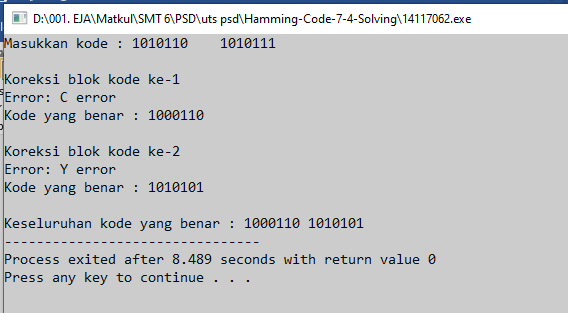 D:\001. EJA\Matkul\SMT 6\PSD\uts psd\Hamming-Code-7-4-Solving\14117062.exe
Masukkan kode : 1010110    1010111
Koreksi blok kode ke-1
Error: C error
Kode yang benar : 1000110
Koreksi blok kode ke-2
Error: Y error
Kode yang benar : 1010101
Keseluruhan kode yang benar : 1000110 1010101
--------------------------------
Process exited after 8.489 seconds with return value 0
Press any key to continue . . .